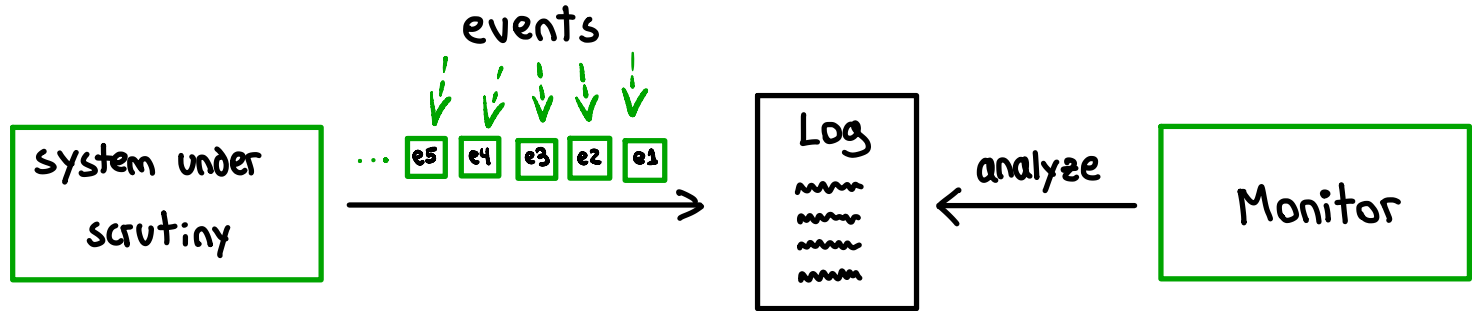 events
system under
scrutiny
... e5 e4 e3 e2 e1
Log
analyze
Monitor